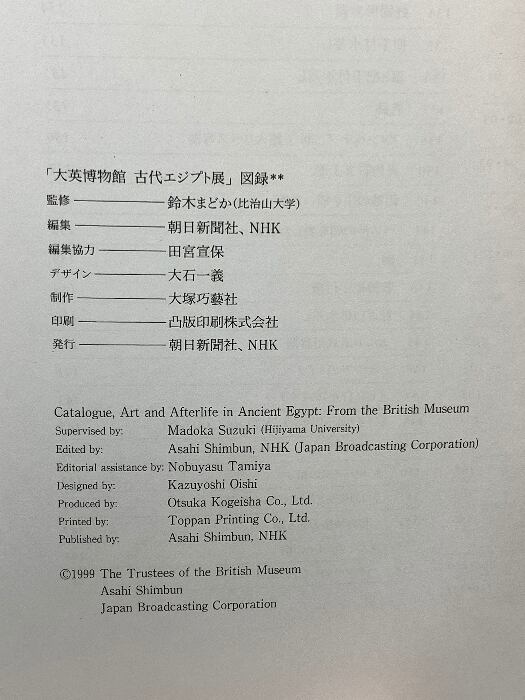 「大英博物館 古代エジプト展」図録**
監修 鈴木まどか(比治山大学)
編集 朝日新聞社、NHK
編集協力 田宮宣保
デザイン 大石一義
制作 大塚巧藝社
印刷 凸版印刷株式会社
発行 朝日新聞社、NHK
Catalogue, Art and Afterlife in Ancient Egypt: From the British Museum
Supervised by: Madoka Suzuki (Hijiyama University)
Edited by: Asahi Shimbun, NHK (Japan Broadcasting Corporation)
Editorial assistance by: Nobuyasu Tamiya
Designed by: Kazuyoshi Oishi
Produced by: Otsuka Kogeisha Co., Ltd.
Printed by: Toppan Printing Co., Ltd.
Published by: Asahi Shimbun, NHK
©1999 The Trustees of the British Museum
Asahi Shimbun
Japan Broadcasting Corporation